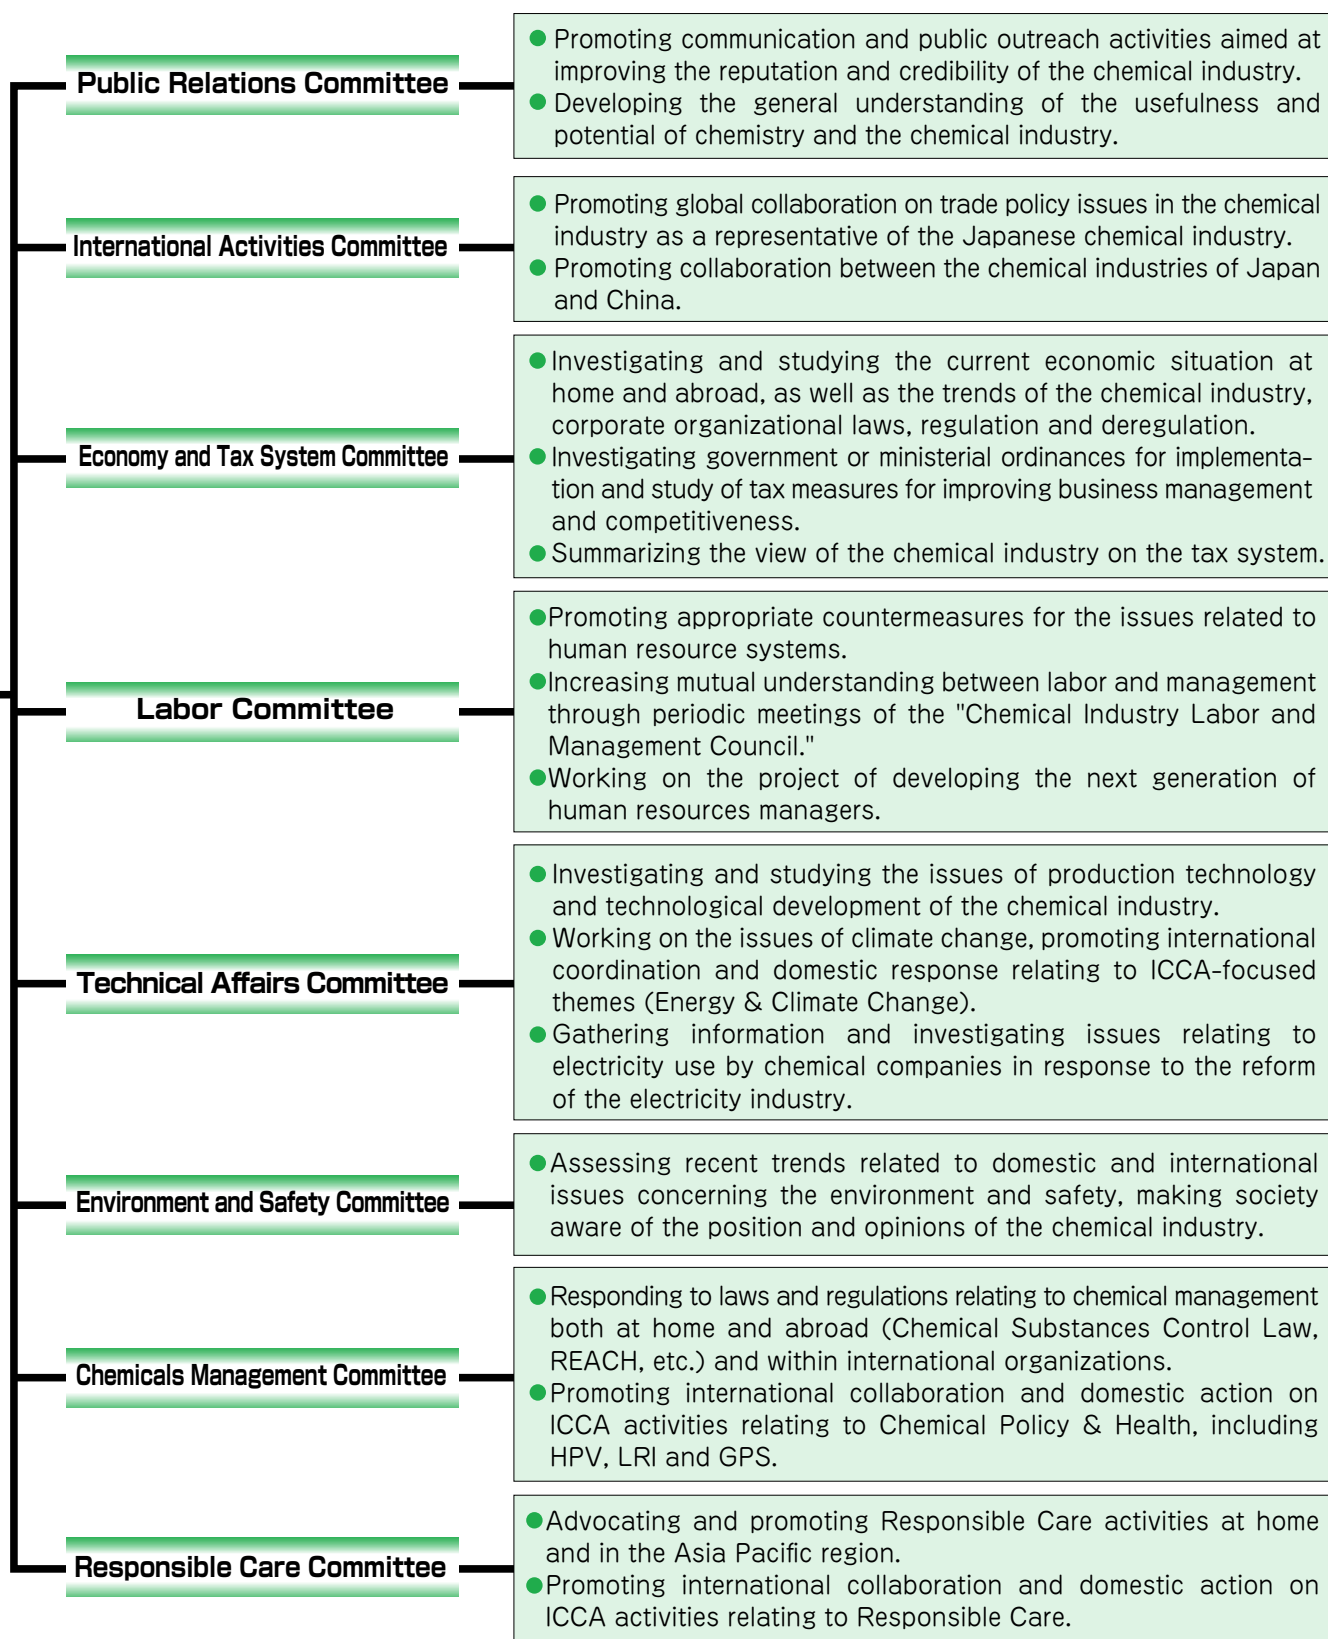 Public Relations Committee
● Promoting communication and public outreach activities aimed at
improving the reputation and credibility of the chemical industry.
● Developing the general understanding of the usefulness and
potential of chemistry and the chemical industry.
International Activities Committee
● Promoting global collaboration on trade policy issues in the chemical
industry as a representative of the Japanese chemical industry.
● Promoting collaboration between the chemical industries of Japan
and China.
Economy and Tax System Committee
● Investigating and studying the current economic situation at
home and abroad, as well as the trends of the chemical industry,
corporate organizational laws, regulation and deregulation.
● Investigating government or ministerial ordinances for implementa-
tion and study of tax measures for improving business management
and competitiveness.
● Summarizing the view of the chemical industry on the tax system.
Labor Committee
● Promoting appropriate countermeasures for the issues related to
human resource systems.
● Increasing mutual understanding between labor and management
through periodic meetings of the "Chemical Industry Labor and
Management Council."
● Working on the project of developing the next generation of
human resources managers.
Technical Affairs Committee
● Investigating and studying the issues of production technology
and technological development of the chemical industry.
● Working on the issues of climate change, promoting international
coordination and domestic response relating to ICCA-focused
themes (Energy & Climate Change).
● Gathering information and investigating issues relating to
electricity use by chemical companies in response to the reform
of the electricity industry.
Environment and Safety Committee
● Assessing recent trends related to domestic and international
issues concerning the environment and safety, making society
aware of the position and opinions of the chemical industry.
Chemicals Management Committee
● Responding to laws and regulations relating to chemical management
both at home and abroad (Chemical Substances Control Law,
REACH, etc.) and within international organizations.
● Promoting international collaboration and domestic action on
ICCA activities relating to Chemical Policy & Health, including
HPV, LRI and GPS.
Responsible Care Committee
● Advocating and promoting Responsible Care activities at home
and in the Asia Pacific region.
● Promoting international collaboration and domestic action on
ICCA activities relating to Responsible Care.